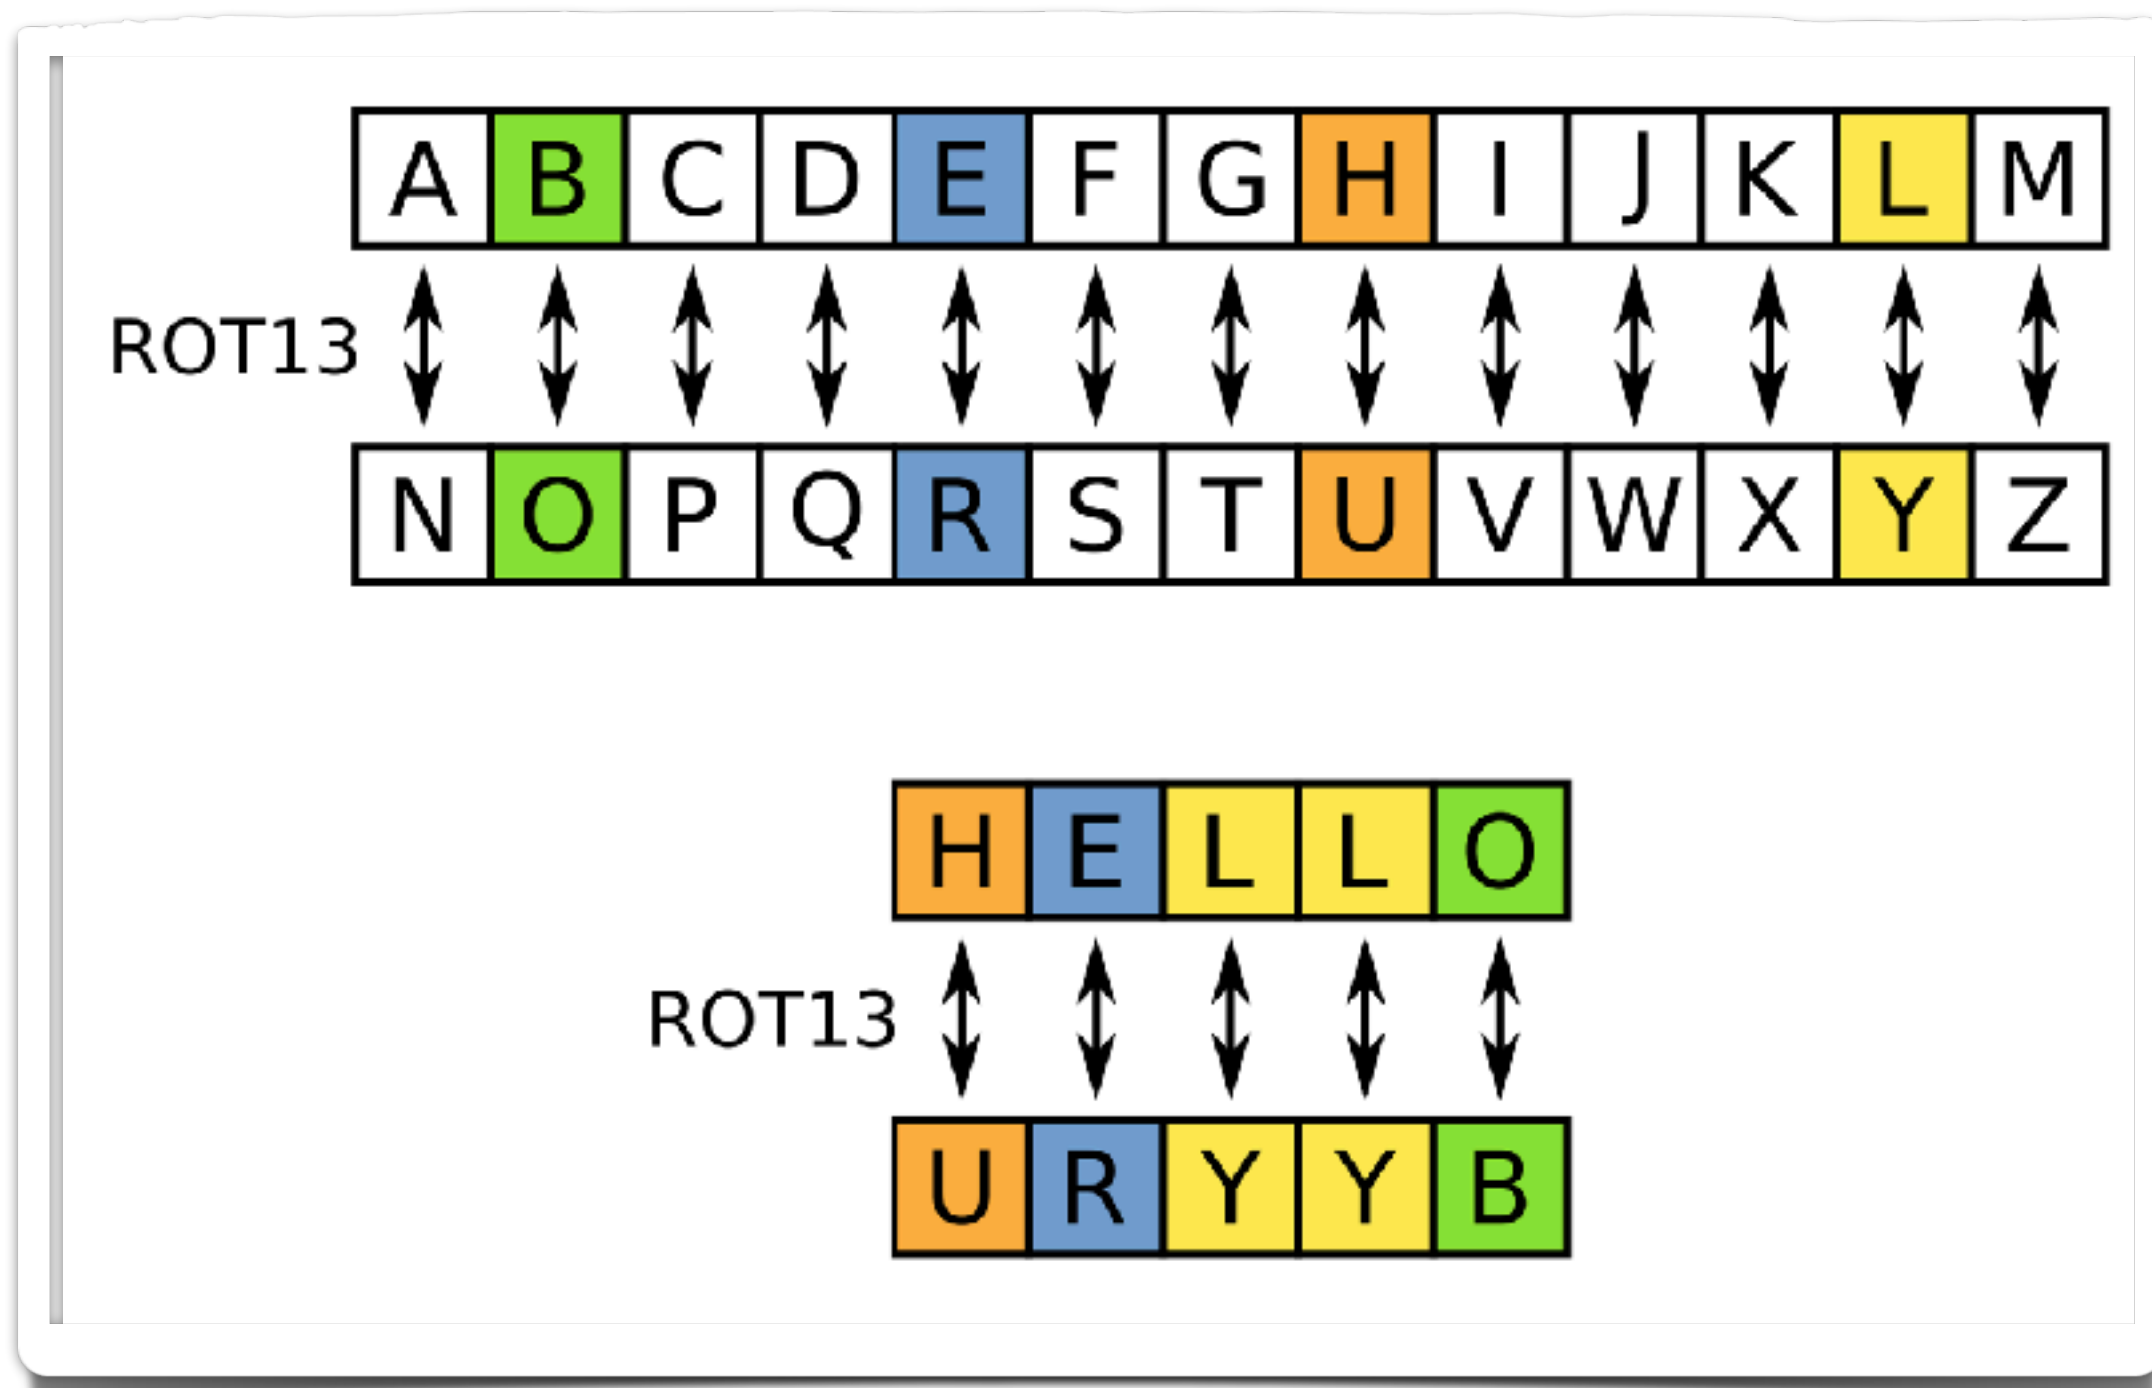 A B C D E F G H I J K L M
ROT13
N O P Q R S T U V W X Y Z
H E L L O
ROT13
U R Y Y B